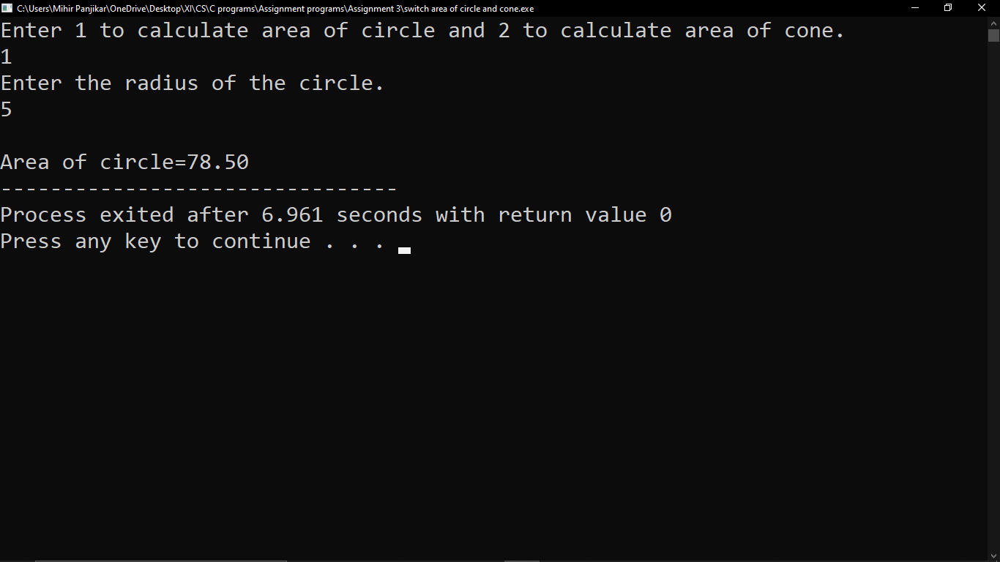 C:\Users\Mihir Panjikar\OneDrive\Desktop\XI\CS\C programs\Assignment programs\Assignment 3\switch area of circle and cone.exe
Enter 1 to calculate area of circle and 2 to calculate area of cone.
1
Enter the radius of the circle.
5
Area of circle=78.50
--------------------------------
Process exited after 6.961 seconds with return value 0
Press any key to continue . . .